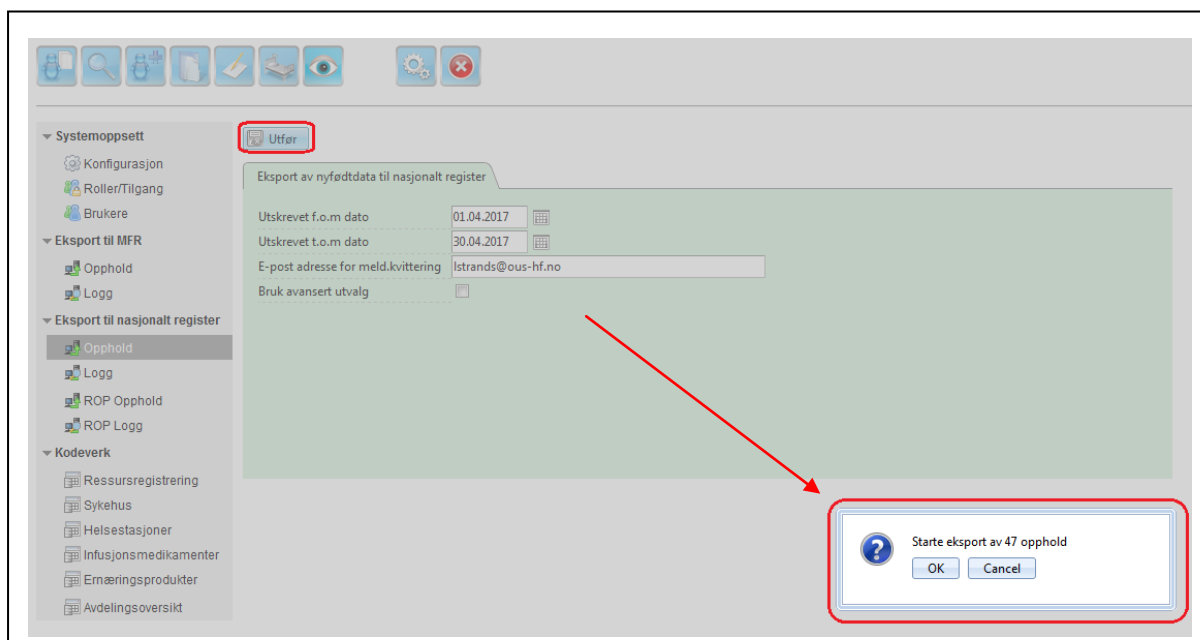 Systemoppsett
Konfigurasjon
Roller/Tilgang
Brukere
Eksport til MFR
Opphold
Logg
Eksport til nasjonalt register
Opphold
Logg
ROP Opphold
ROP Logg
Kodeverk
Ressursregistrering
Sykehus
Helsestasjoner
Infusjonsmedikamenter
Ernæringsprodukter
Avdelingsoversikt
Utfør
Eksport av nyfødtdata til nasjonalt register
Utskrevet f.o.m dato 01.04.2017
Utskrevet t.o.m dato 30.04.2017
E-post adresse for meld.kvittering lstrands@ous-hf.no
Bruk avansert utvalg
Starte eksport av 47 opphold
OK Cancel